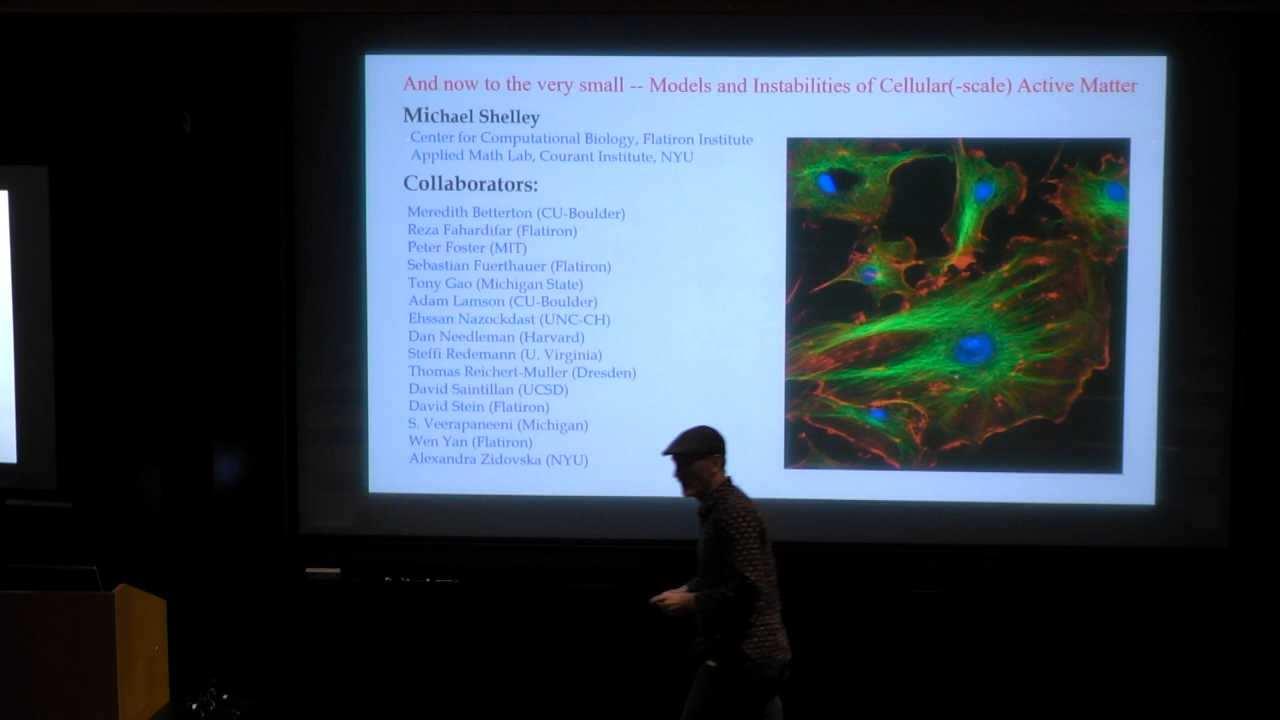 And now to the very small -- Models and Instabilities of Cellular(-scale) Active Matter
Michael Shelley
Center for Computational Biology, Flatiron Institute
Applied Math Lab, Courant Institute, NYU
Collaborators:
Meredith Betterton (CU-Boulder)
Reza Fahardifar (Flatiron)
Peter Foster (MIT)
Sebastian Fuerthauer (Flatiron)
Tony Gao (Michigan State)
Adam Lamson (CU-Boulder)
Ehssan Nazockdast (UNC-CH)
Dan Needleman (Harvard)
Steffi Redemann (U. Virginia)
Thomas Reichert-Muller (Dresden)
David Saintillan (UCSD)
David Stein (Flatiron)
S. Veerapaneeni (Michigan)
Wen Yan (Flatiron)
Alexandra Zidovska (NYU)